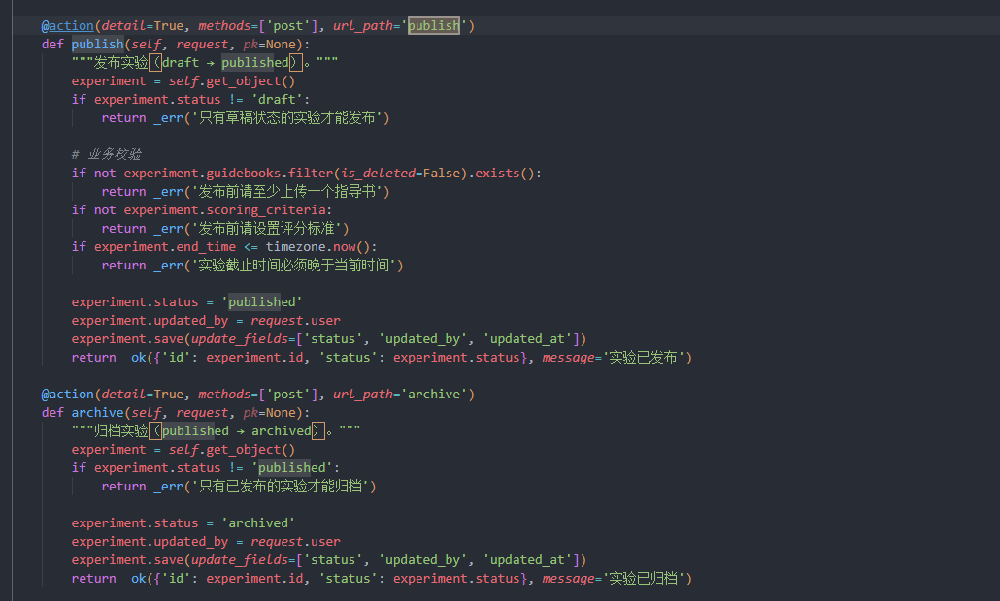 @action(detail=True, methods=['post'], url_path='publish')
def publish(self, request, pk=None):
"""发布实验（draft → published）。"""
experiment = self.get_object()
if experiment.status != 'draft':
return _err('只有草稿状态的实验才能发布')
# 业务校验
if not experiment.guidebooks.filter(is_deleted=False).exists():
return _err('发布前请至少上传一个指导书')
if not experiment.scoring_criteria:
return _err('发布前请设置评分标准')
if experiment.end_time <= timezone.now():
return _err('实验截止时间必须晚于当前时间')
experiment.status = 'published'
experiment.updated_by = request.user
experiment.save(update_fields=['status', 'updated_by', 'updated_at'])
return _ok({'id': experiment.id, 'status': experiment.status}, message='实验已发布')
@action(detail=True, methods=['post'], url_path='archive')
def archive(self, request, pk=None):
"""归档实验（published → archived）。"""
experiment = self.get_object()
if experiment.status != 'published':
return _err('只有已发布的实验才能归档')
experiment.status = 'archived'
experiment.updated_by = request.user
experiment.save(update_fields=['status', 'updated_by', 'updated_at'])
return _ok({'id': experiment.id, 'status': experiment.status}, message='实验已归档')